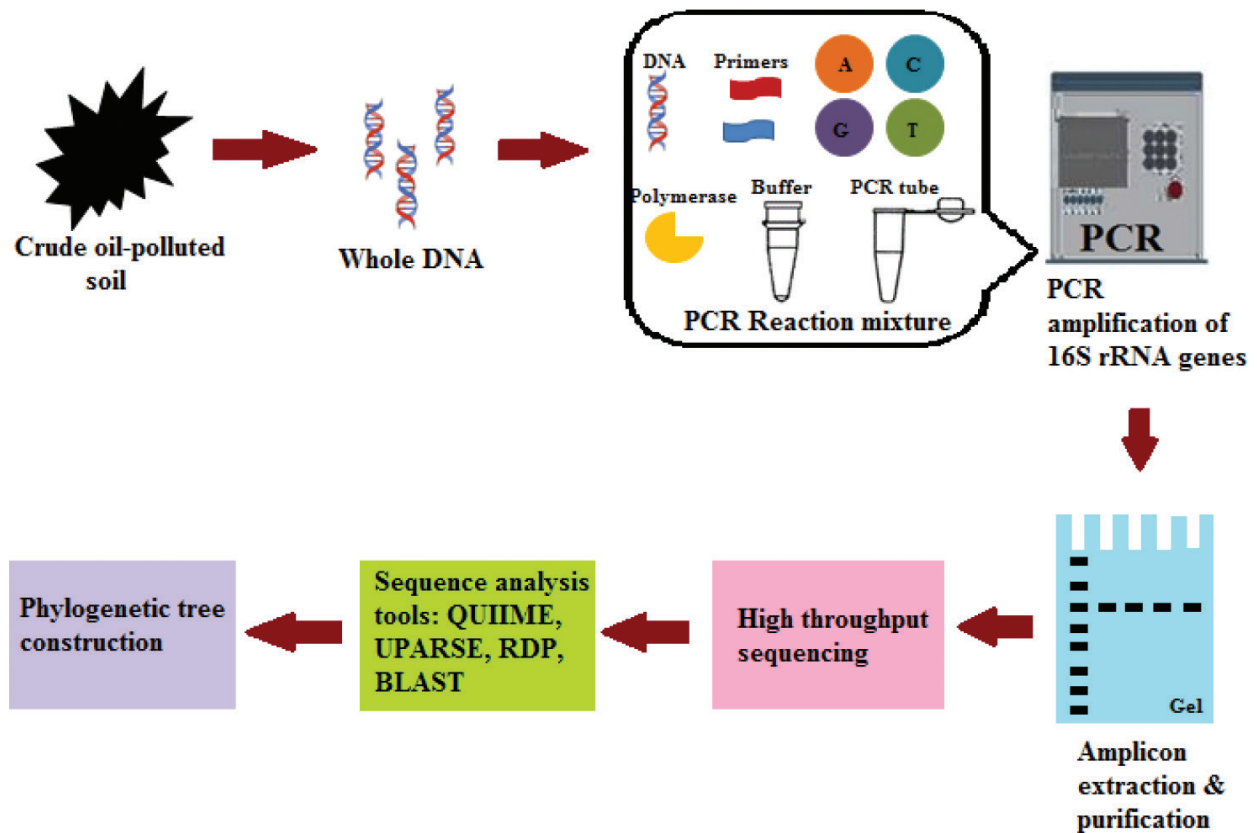 Crude oil-polluted
soil
Whole DNA
DNA
Primers
A
C
G
T
Polymerase
Buffer
PCR tube
PCR Reaction mixture
PCR
PCR
amplification of
16S rRNA genes
Gel
Amplicon
extraction &
purification
High throughput
sequencing
Sequence analysis
tools: QUIIME,
UPARSE, RDP,
BLAST
Phylogenetic tree
construction